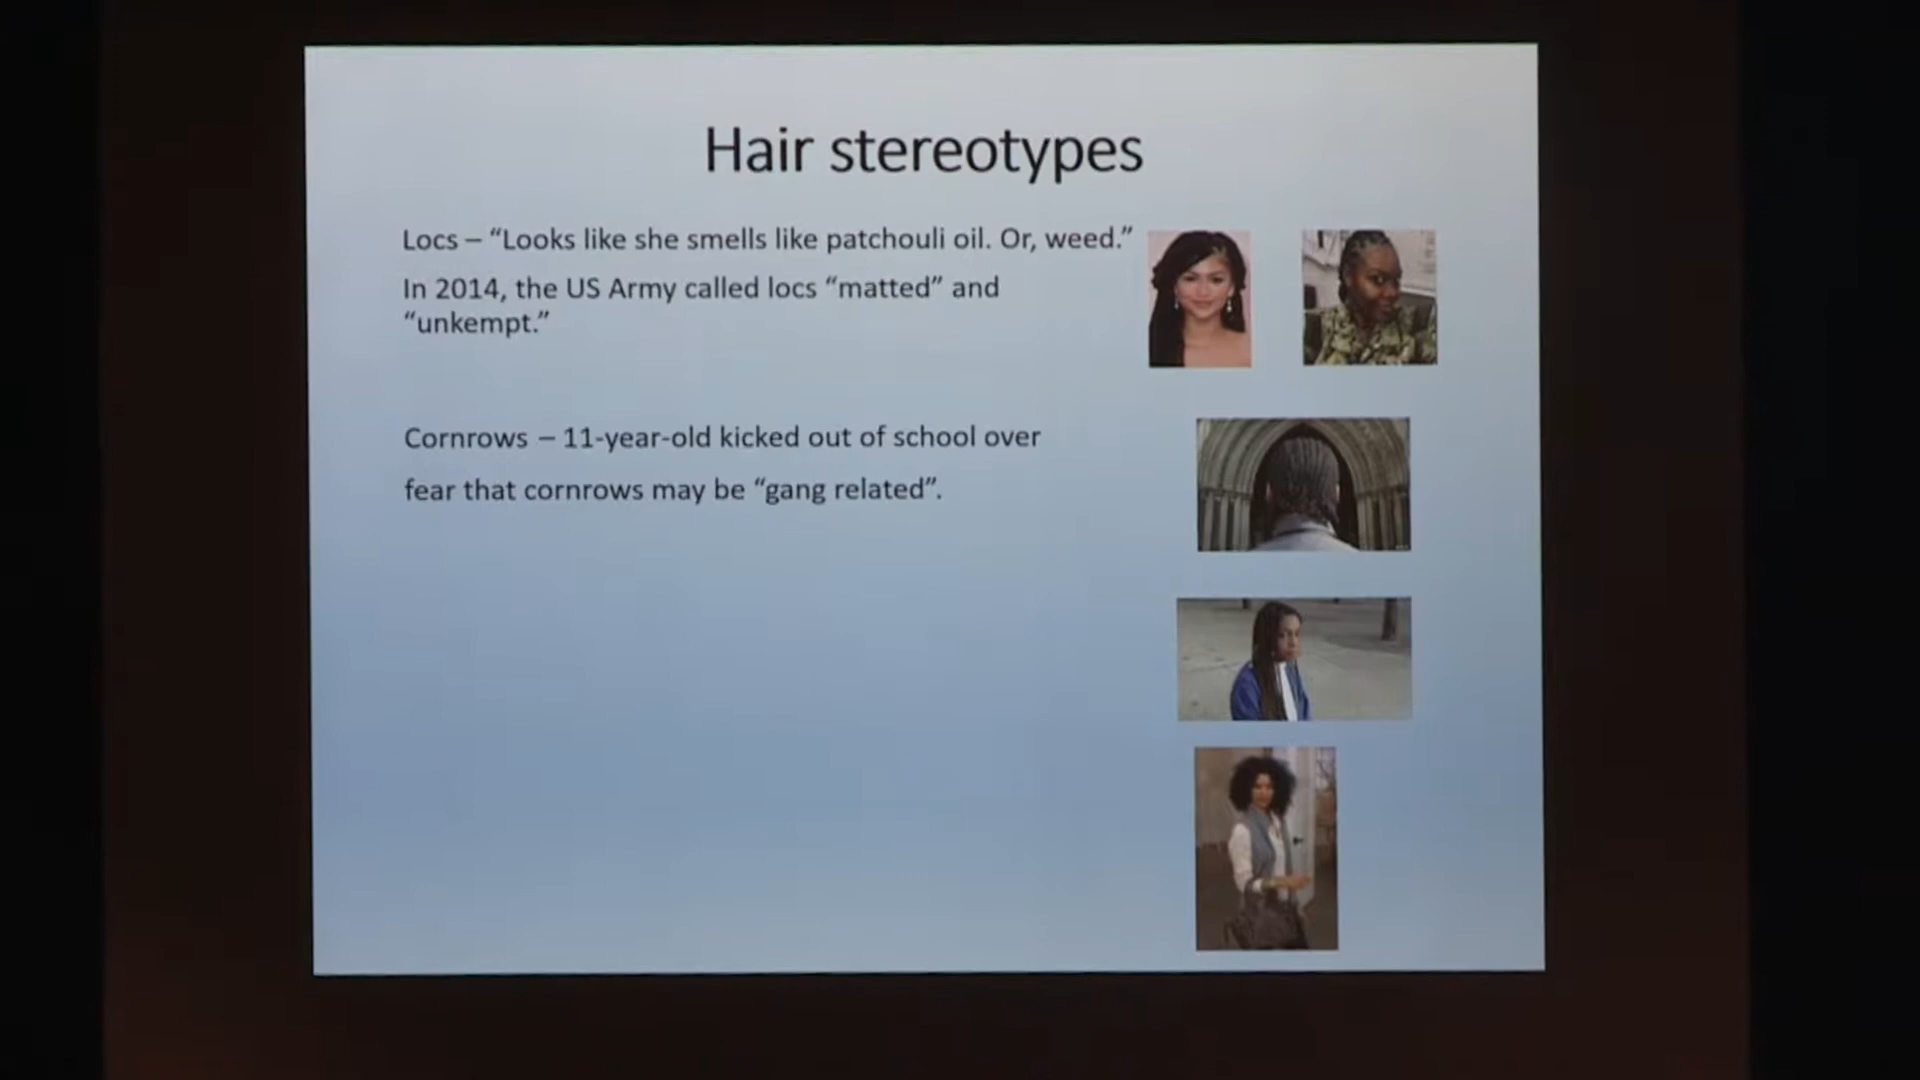 Hair stereotypes
Locs – “Looks like she smells like patchouli oil. Or, weed.”
In 2014, the US Army called locs “matted” and
“unkempt.”
Cornrows – 11-year-old kicked out of school over
fear that cornrows may be “gang related”.